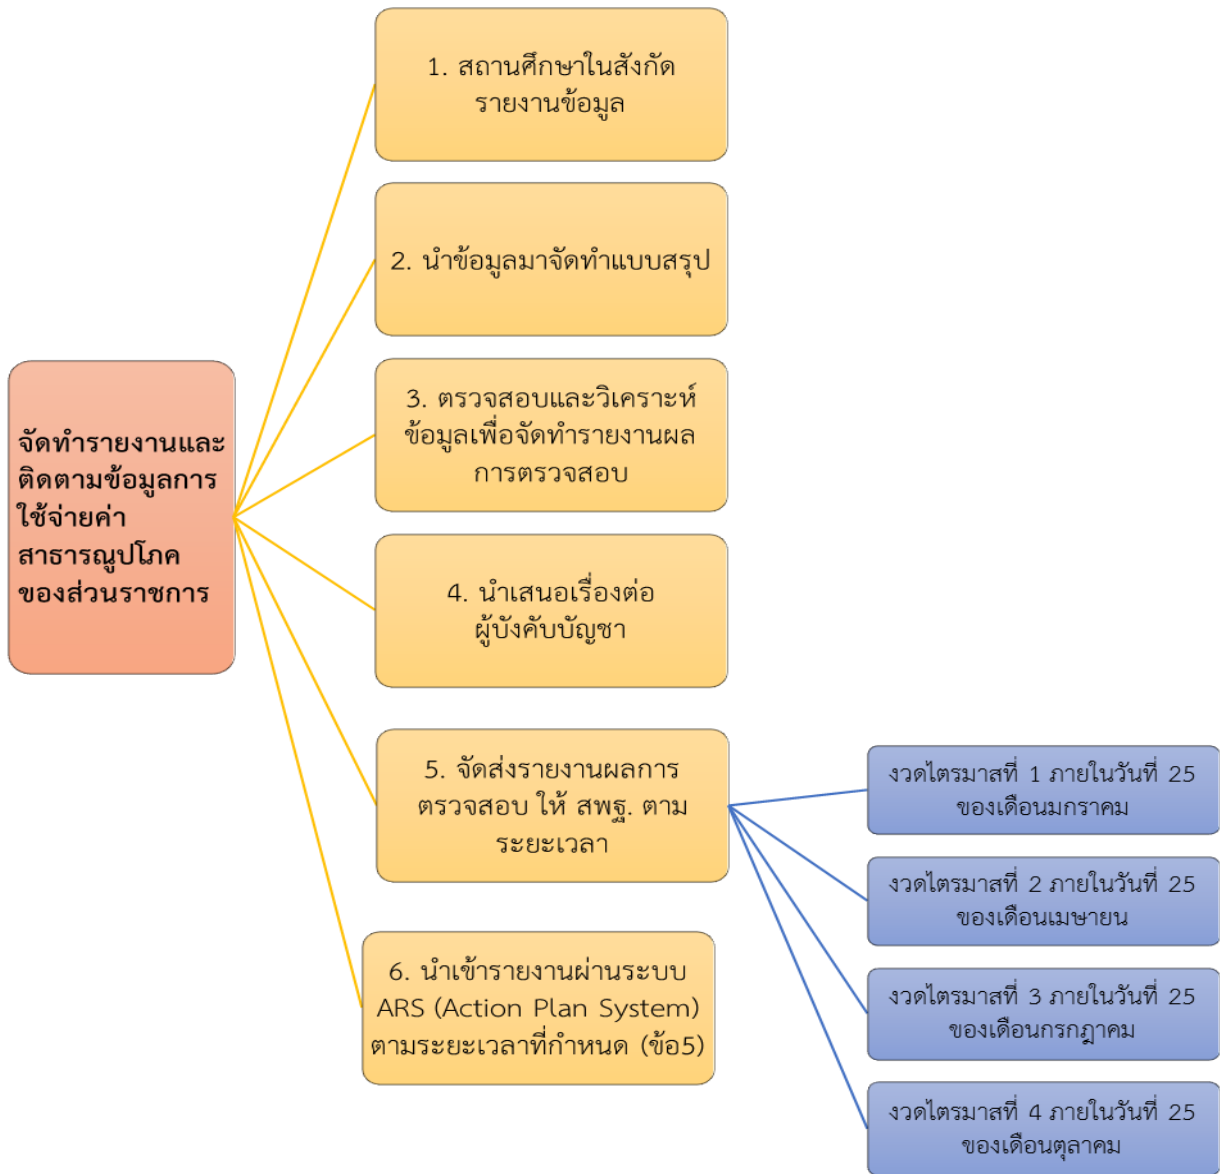 1. สถานศึกษาในสังกัด
รายงานข้อมูล
2. นำข้อมูลมาจัดทำแบบสรุป
3. ตรวจสอบและวิเคราะห์
ข้อมูลเพื่อจัดทำรายงานผล
การตรวจสอบ
จัดทำรายงานและ
ติดตามข้อมูลการ
ใช้จ่ายค่า
สาธารณูปโภค
ของส่วนราชการ
4. นำเสนอเรื่องต่อ
ผู้บังคับบัญชา
5. จัดส่งรายงานผลการ
ตรวจสอบ ให้ สพฐ. ตาม
ระยะเวลา
งวดไตรมาสที่ 1 ภายในวันที่ 25
ของเดือนมกราคม
งวดไตรมาสที่ 2 ภายในวันที่ 25
ของเดือนเมษายน
งวดไตรมาสที่ 3 ภายในวันที่ 25
ของเดือนกรกฎาคม
งวดไตรมาสที่ 4 ภายในวันที่ 25
ของเดือนตุลาคม
6. นำเข้ารายงานผ่านระบบ
ARS (Action Plan System)
ตามระยะเวลาที่กำหนด (ข้อ5)